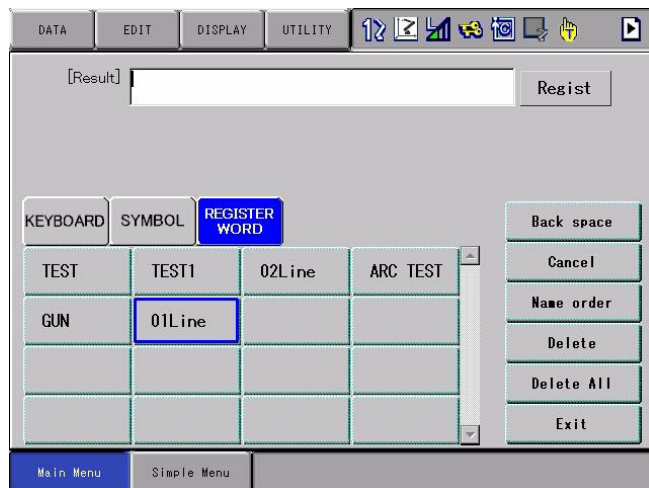 DATA EDIT DISPLAY UTILITY
[Result] Regist
KEYBOARD SYMBOL REGISTER WORD
Back space
TEST TEST1 02Line ARC TEST
Cancel
GUN 01Line
Name order
Delete
Delete All
Exit
Main Menu Simple Menu